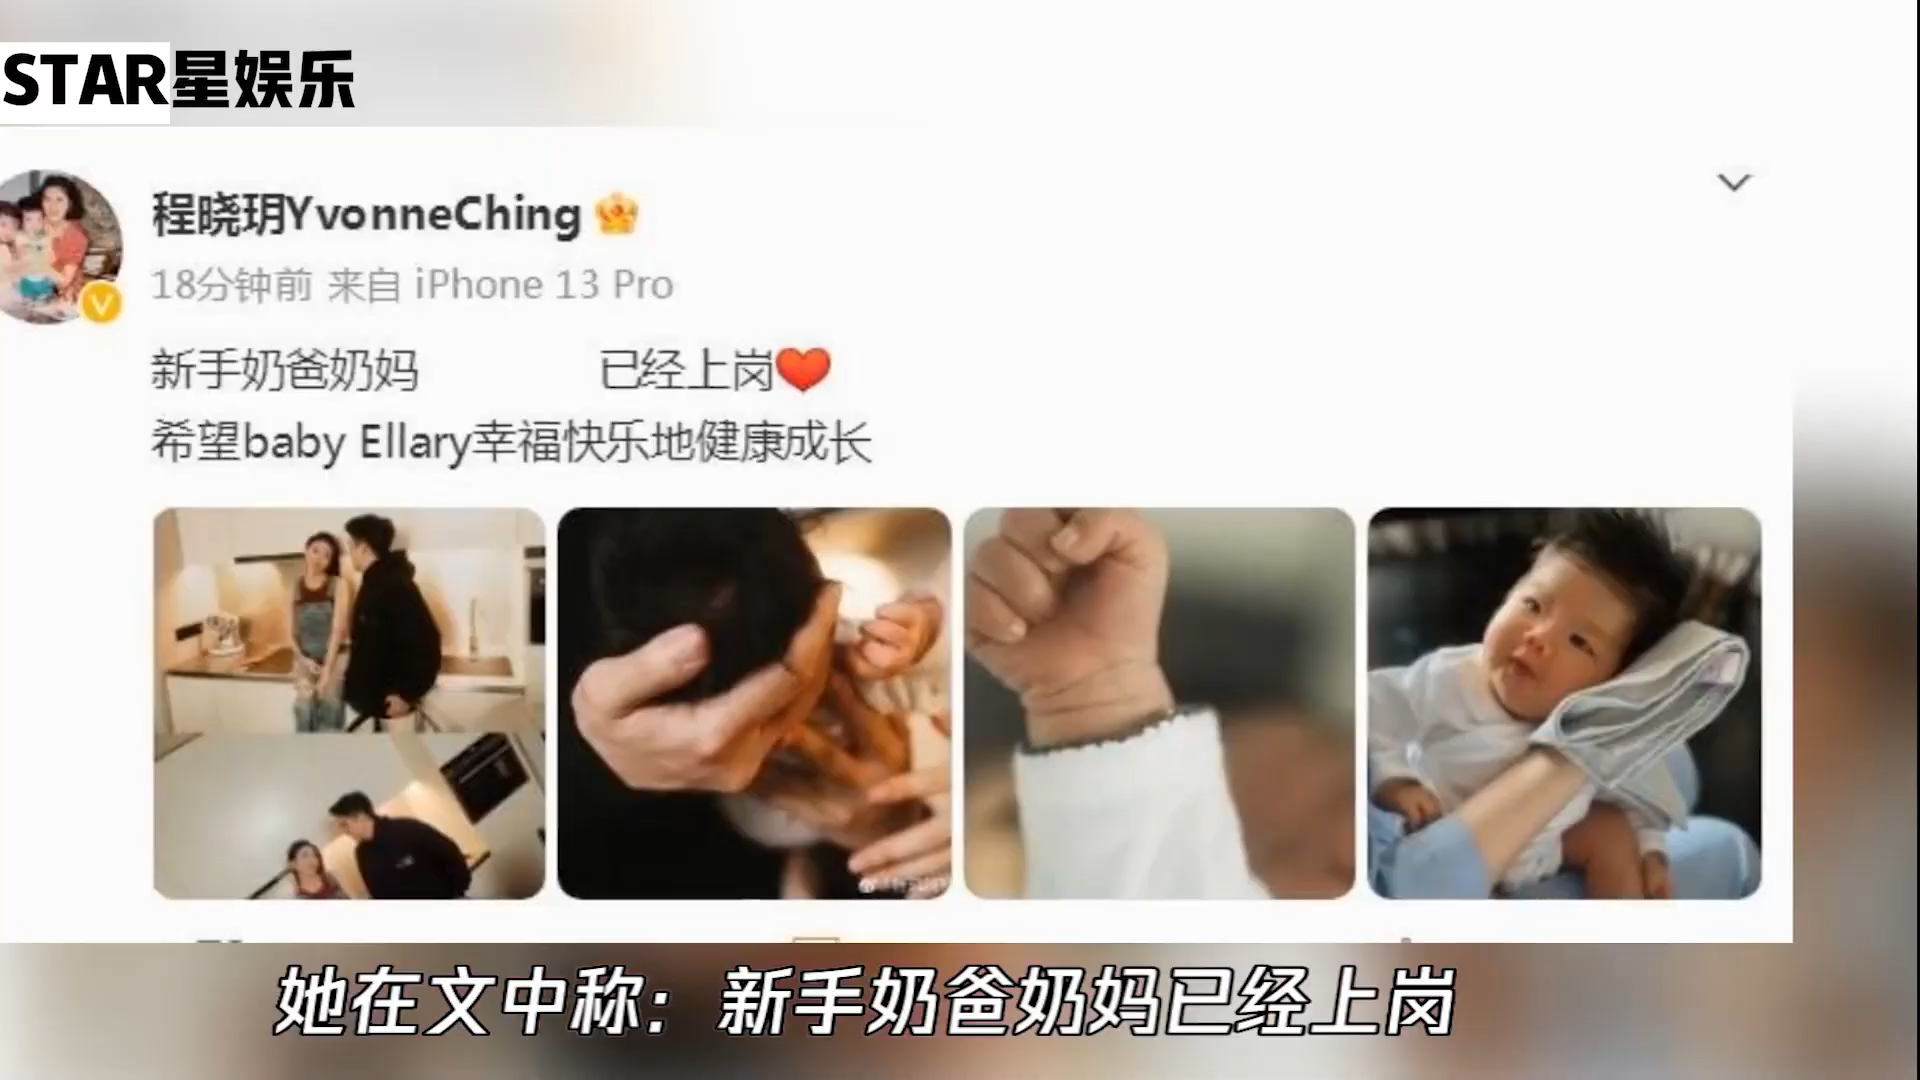 STAR星娱乐
程晓玥YvonneChing
18分钟前 来自 iPhone 13 Pro
新手奶爸奶妈 已经上岗❤️
希望baby Ellary幸福快乐地健康成长
她在文中称：新手奶爸奶妈已经上岗